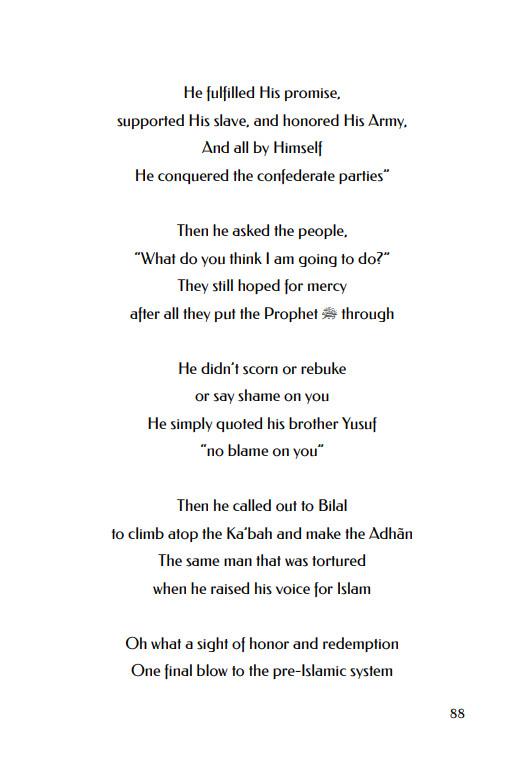 He fulfilled His promise,
supported His slave, and honored His Army,
And all by Himself
He conquered the confederate parties”
Then he asked the people,
“What do you think I am going to do?”
They still hoped for mercy
after all they put the Prophet ﷺ through
He didn’t scorn or rebuke
or say shame on you
He simply quoted his brother Yusuf
“no blame on you”
Then he called out to Bilal
to climb atop the Ka’bah and make the Adhãn
The same man that was tortured
when he raised his voice for Islam
Oh what a sight of honor and redemption
One final blow to the pre-Islamic system
88